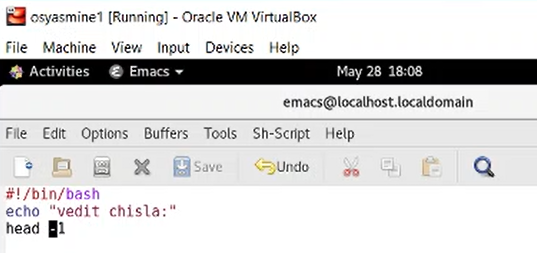 osyasmine1 [Running] - Oracle VM VirtualBox
File Machine View Input Devices Help
Activities Emacs May 28 18:08
emacs@localhost.localdomain
File Edit Options Buffers Tools Sh-Script Help
Save Undo
#!/bin/bash
echo "vedit chisla:"
head -1